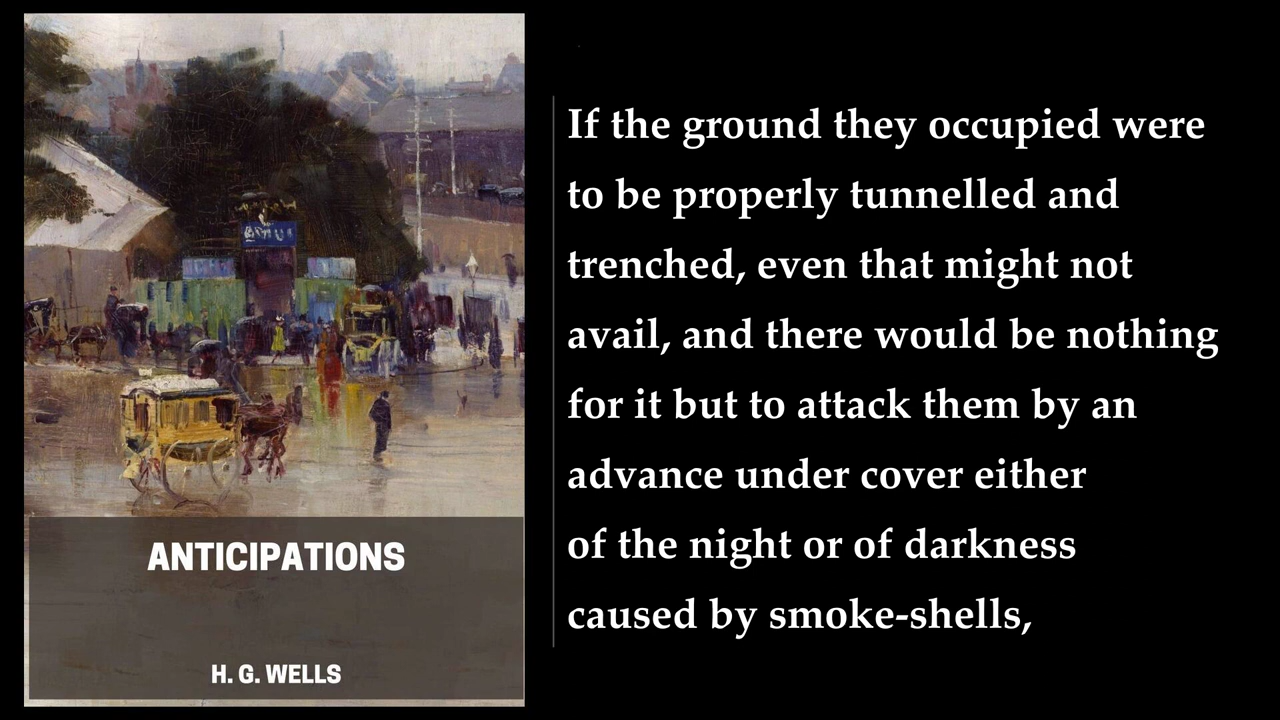 ANTICIPATIONS
H. G. WELLS
If the ground they occupied were
to be properly tunnelled and
trenched, even that might not
avail, and there would be nothing
for it but to attack them by an
advance under cover either
of the night or of darkness
caused by smoke-shells,